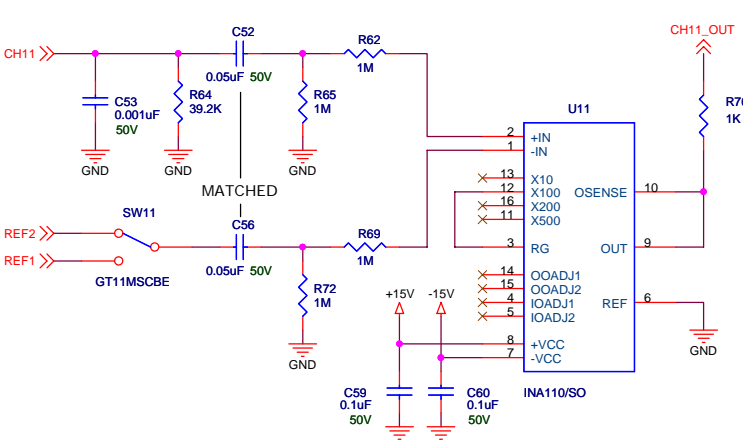 CH11
C52
0.05uF 50V
R62
1M
CH11_OUT
C53
0.001uF
50V
R64
39.2K
R65
1M
R70
1K
GND
GND
GND
MATCHED
U11
2 +IN
1 -IN
13 X10
12 X100
16 X200
11 X500
3 RG
14 OOADJ1
15 OOADJ2
4 IOADJ1
5 IOADJ2
8 +VCC
7 -VCC
OSENSE 10
OUT 9
REF 6
INA110/SO
GND
REF2
REF1
SW11
GT11MSCBE
C56
0.05uF 50V
R69
1M
R72
1M
GND
+15V
-15V
C59
0.1uF
50V
C60
0.1uF
50V